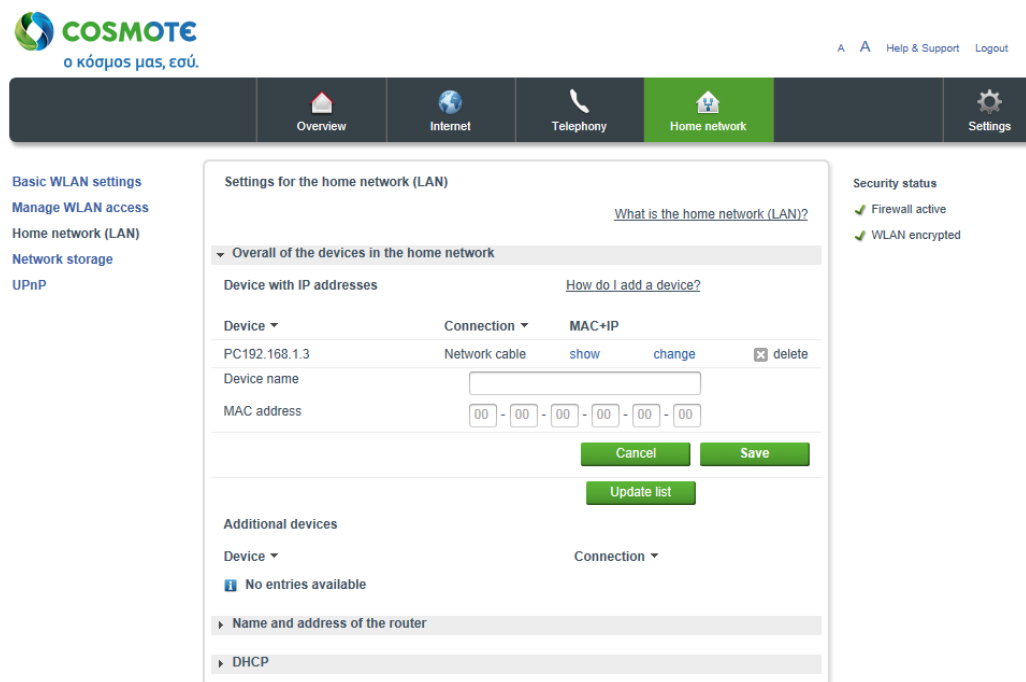 COSMOTE
ο κόσμος μας, εσύ.
A A Help & Support Logout
Overview Internet Telephony Home network Settings
Basic WLAN settings
Manage WLAN access
Home network (LAN)
Network storage
UPnP
Settings for the home network (LAN)
What is the home network (LAN)?
Overall of the devices in the home network
Device with IP addresses How do I add a device?
Device Connection MAC+IP
PC192.168.1.3 Network cable show change delete
Device name
MAC address 00 - 00 - 00 - 00 - 00 - 00
Cancel Save
Update list
Additional devices
Device Connection
No entries available
Name and address of the router
DHCP
Security status
Firewall active
WLAN encrypted